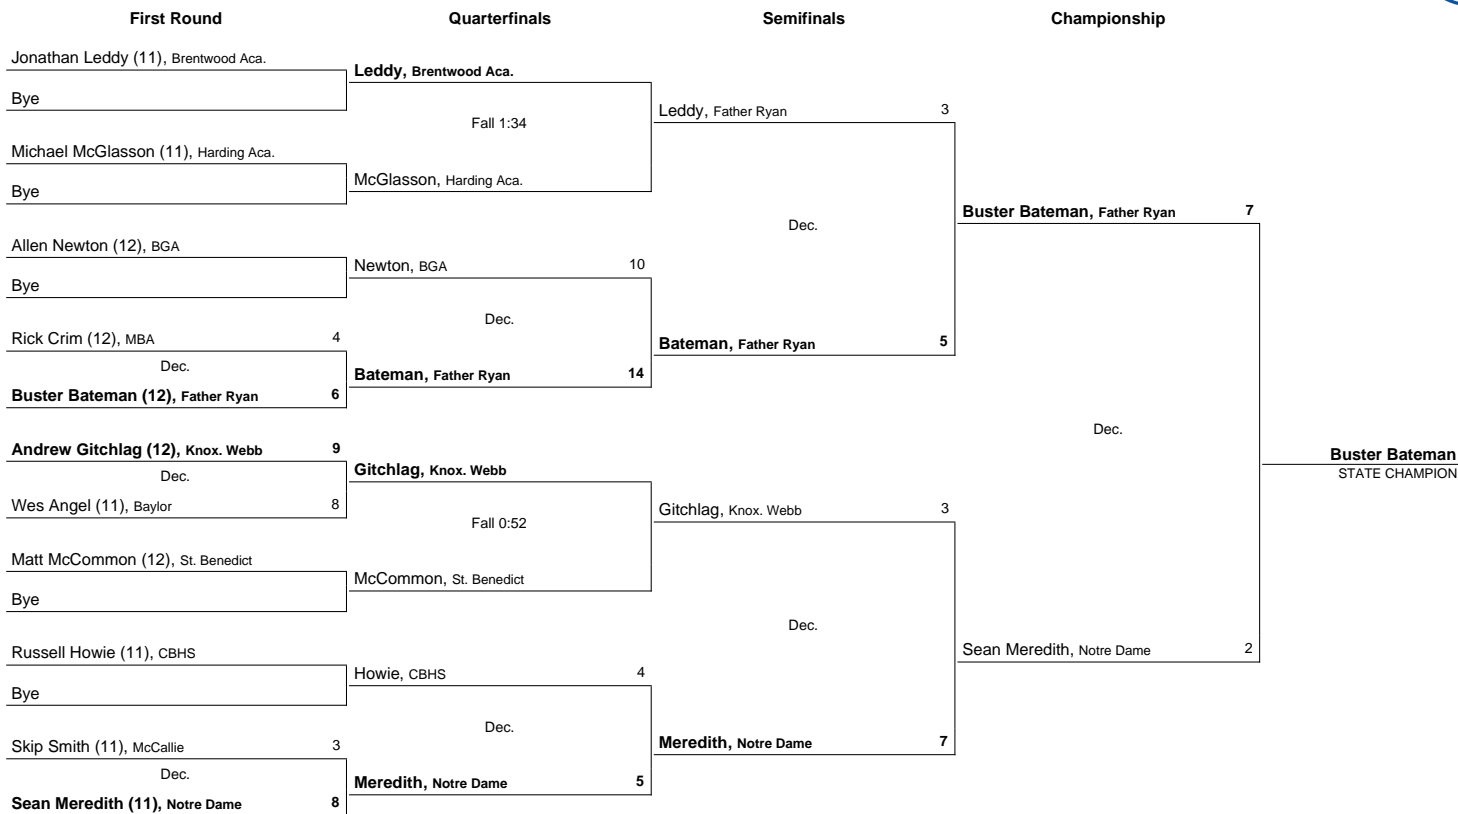 First Round
Quarterfinals
Semifinals
Championship
Jonathan Leddy (11), Brentwood Aca.
Bye
Michael McGlasson (11), Harding Aca.
Bye
Allen Newton (12), BGA
Bye
Rick Crim (12), MBA 4
Dec.
Buster Bateman (12), Father Ryan 6
Andrew Gitchlag (12), Knox. Webb 9
Dec.
Wes Angel (11), Baylor 8
Matt McCommon (12), St. Benedict
Bye
Russell Howie (11), CBHS
Bye
Skip Smith (11), McCallie 3
Dec.
Sean Meredith (11), Notre Dame 8
Leddy, Brentwood Aca.
Fall 1:34
McGlasson, Harding Aca.
Newton, BGA 10
Dec.
Bateman, Father Ryan 14
Gitchlag, Knox. Webb
Fall 0:52
McCommon, St. Benedict
Howie, CBHS 4
Dec.
Meredith, Notre Dame 5
Leddy, Father Ryan 3
Dec.
Bateman, Father Ryan 5
Gitchlag, Knox. Webb 3
Dec.
Meredith, Notre Dame 7
Buster Bateman, Father Ryan 7
Dec.
Sean Meredith, Notre Dame 2
Buster Bateman
STATE CHAMPION